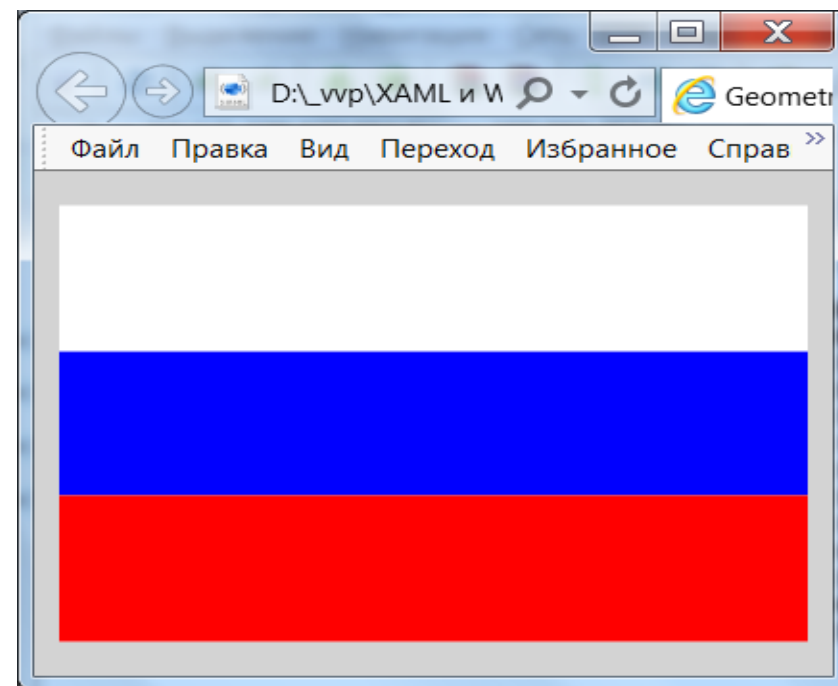 D:\_vvp\XAML и W Geometr
Файл Правка Вид Переход Избранное Справ